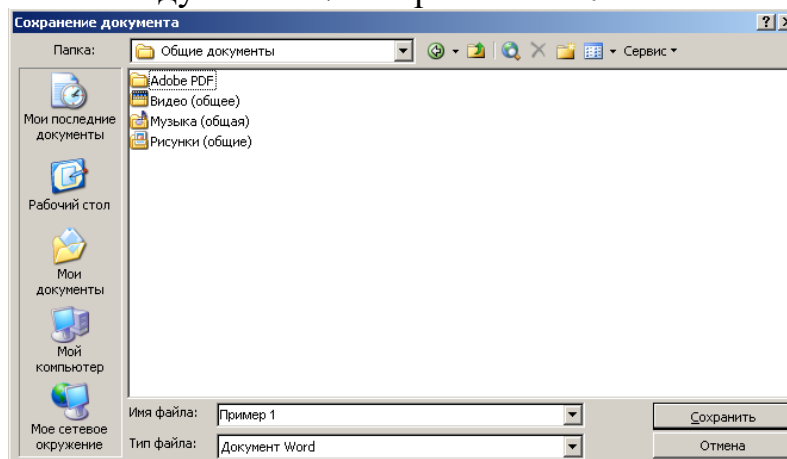 Сохранение документа
Папка:
Общие документы
Сервис
Мои последние
документы
Рабочий стол
Мои
документы
Мой
компьютер
Мое сетевое
окружение
Adobe PDF
Видео (общее)
Музыка (общая)
Рисунки (общие)
Имя файла:
Пример 1
Сохранить
Тип файла:
Документ Word
Отмена